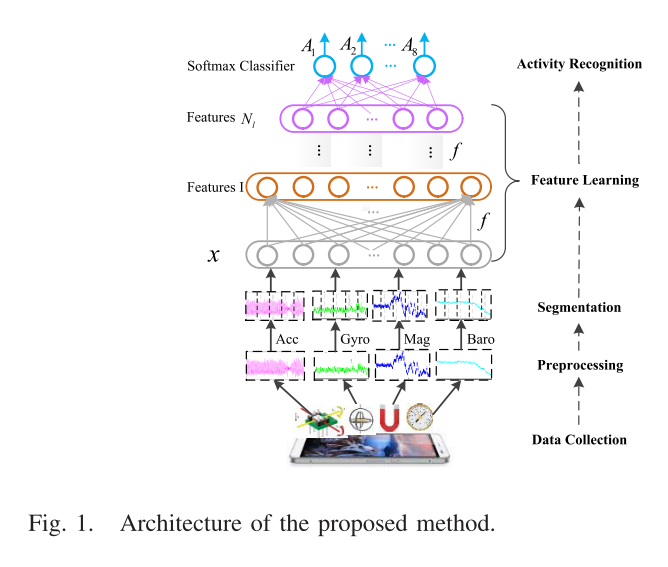 A₁ A₂ ... A₈
Softmax Classifier
Activity Recognition
Features Nₗ
... f
Features I
Feature Learning
... f
x
...
Segmentation
Acc Gyro Mag Baro
Preprocessing
Data Collection
Fig. 1. Architecture of the proposed method.